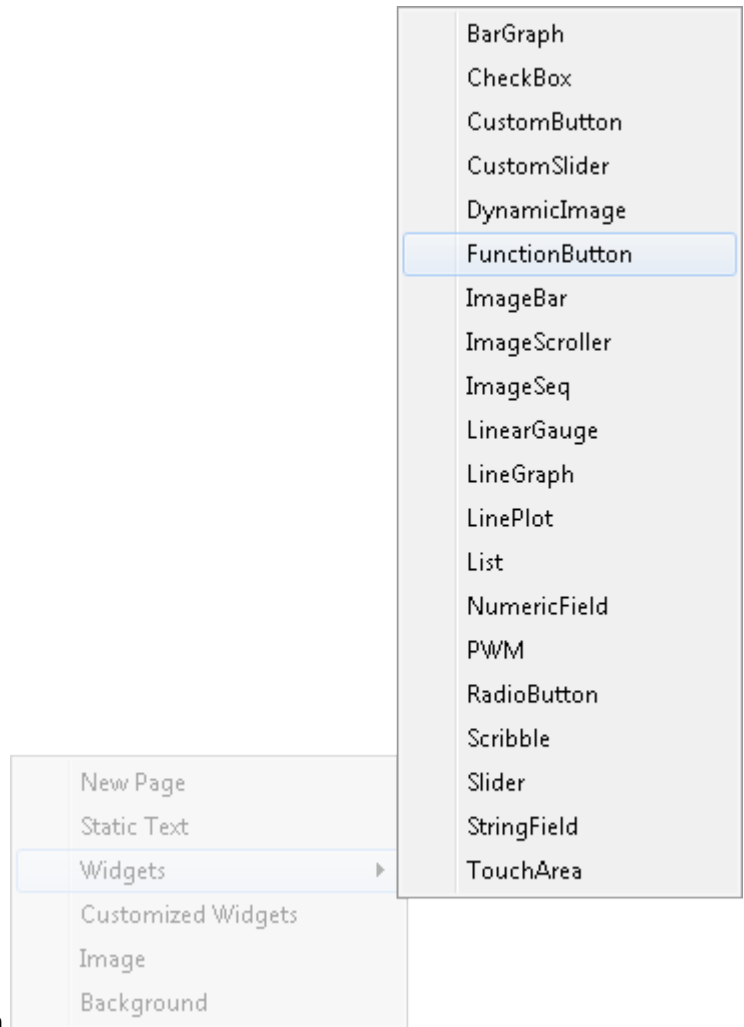 BarGraph
CheckBox
CustomButton
CustomSlider
DynamicImage
FunctionButton
ImageBar
ImageScroller
ImageSeq
LinearGauge
LineGraph
LinePlot
List
NumericField
PWM
RadioButton
Scribble
Slider
StringField
TouchArea
New Page
Static Text
Widgets
Customized Widgets
Image
Background